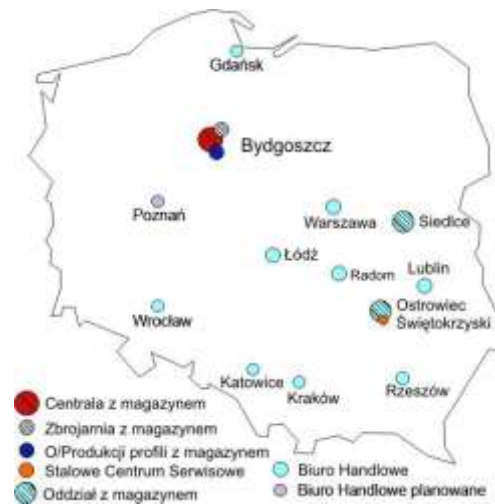 Gdańsk
Bydgoszcz
Poznań
Warszawa
Siedlce
Łódź
Radom
Lublin
Ostrowiec
Świętokrzyski
Wrocław
Katowice
Kraków
Rzeszów
Centrala z magazynem
Zbrojarnia z magazynem
O/Produkcji profili z magazynem
Stalowe Centrum Serwisowe
Oddział z magazynem
Biuro Handlowe
Biuro Handlowe planowane